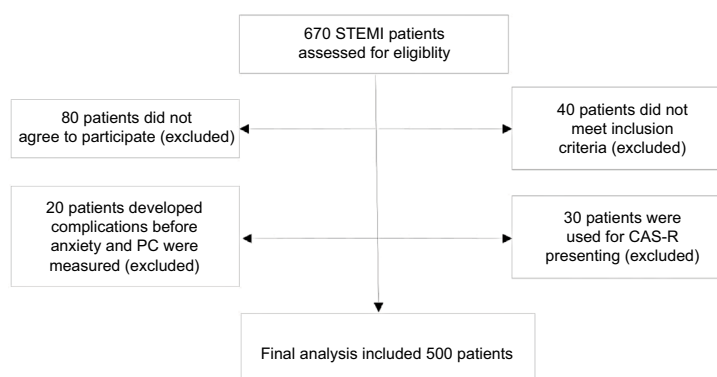 670 STEMI patients
assessed for eligiblity
80 patients did not
agree to participate (excluded)
40 patients did not
meet inclusion
criteria (excluded)
20 patients developed
complications before
anxiety and PC were
measured (excluded)
30 patients were
used for CAS-R
presenting (excluded)
Final analysis included 500 patients